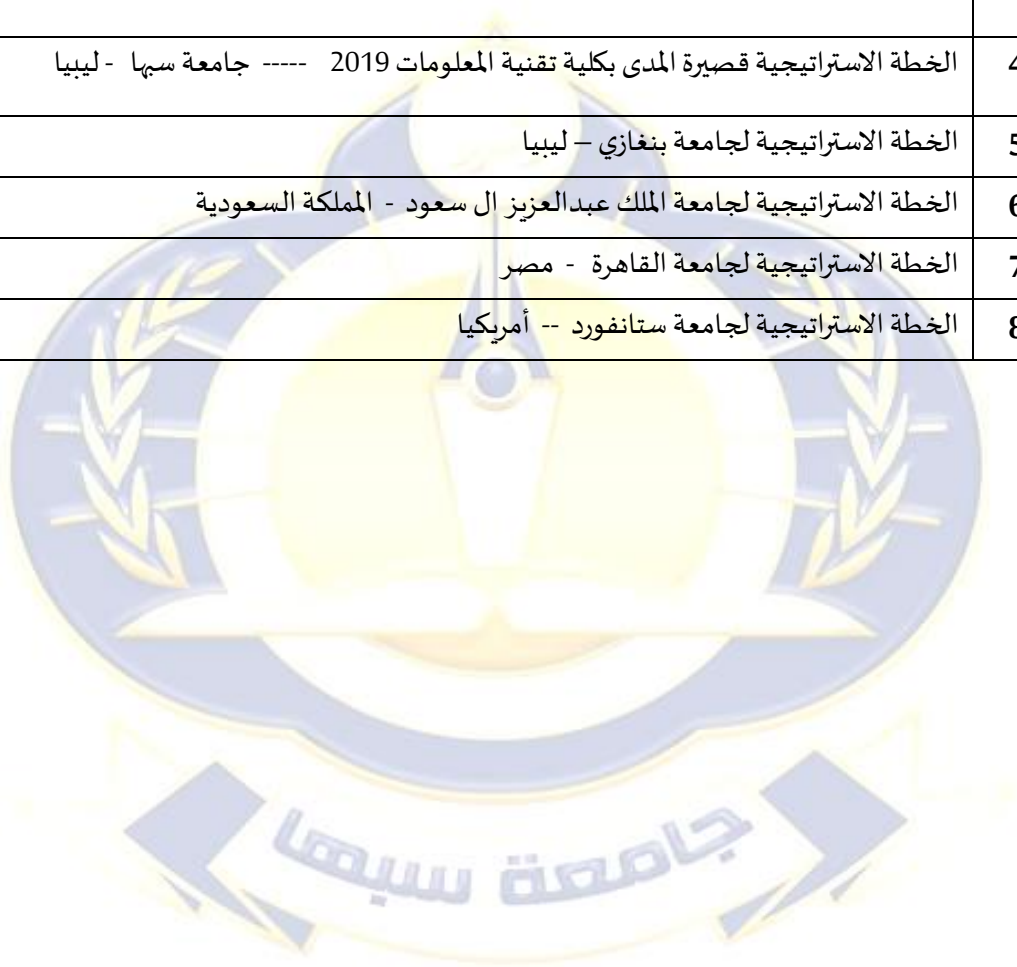 4 الخطة الاستراتيجية قصيرة المدى بكلية تقنية المعلومات 2019 ----- جامعة سبها - ليبيا
5 الخطة الاستراتيجية لجامعة بنغازي – ليبيا
6 الخطة الاستراتيجية لجامعة الملك عبدالعزيز ال سعود - المملكة السعودية
7 الخطة الاستراتيجية لجامعة القاهرة - مصر
8 الخطة الاستراتيجية لجامعة ستانفورد -- أمريكيا
جامعة سبها